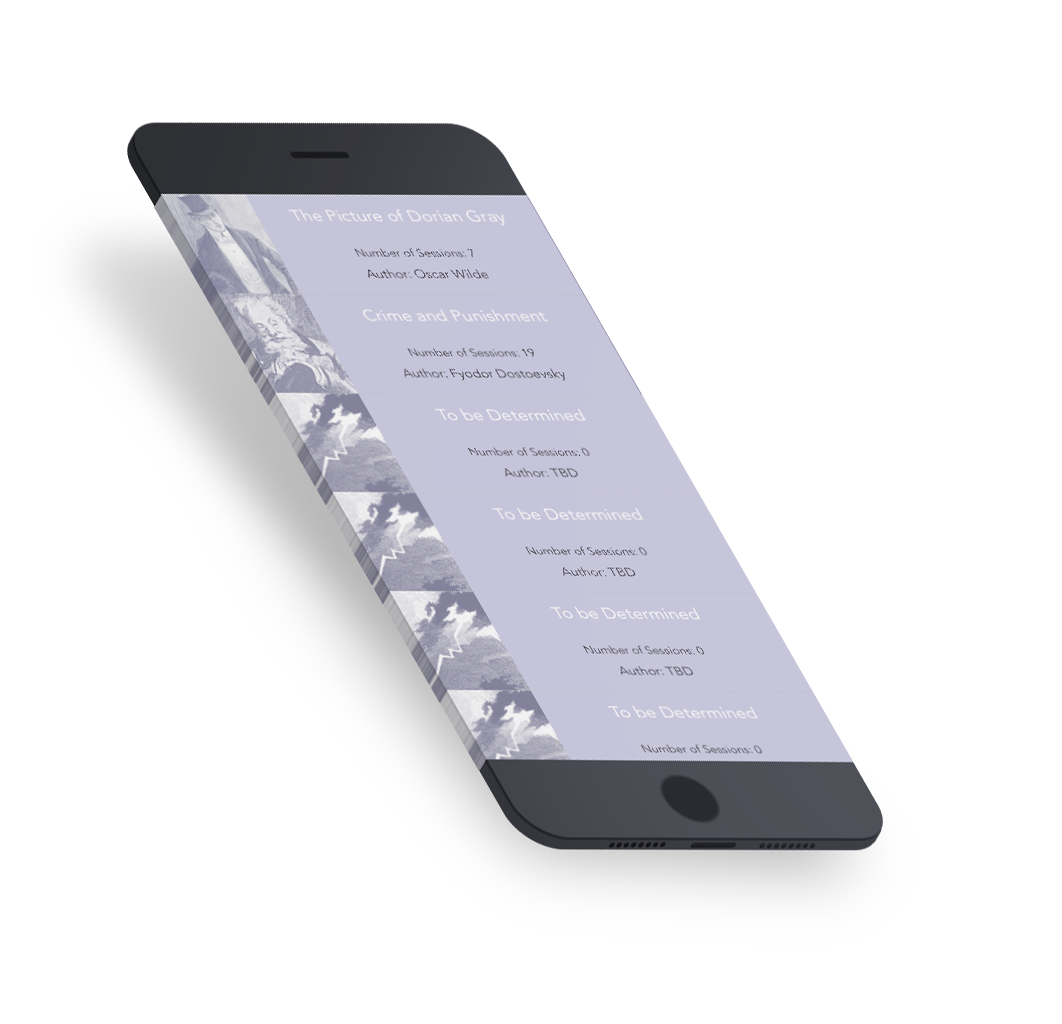 The Picture of Dorian Gray
Number of Sessions: 7
Author: Oscar Wilde
Crime and Punishment
Number of Sessions: 19
Author: Fyodor Dostoevsky
To be Determined
Number of Sessions: 0
Author: TBD
To be Determined
Number of Sessions: 0
Author: TBD
To be Determined
Number of Sessions: 0
Author: TBD
To be Determined
Number of Sessions: 0